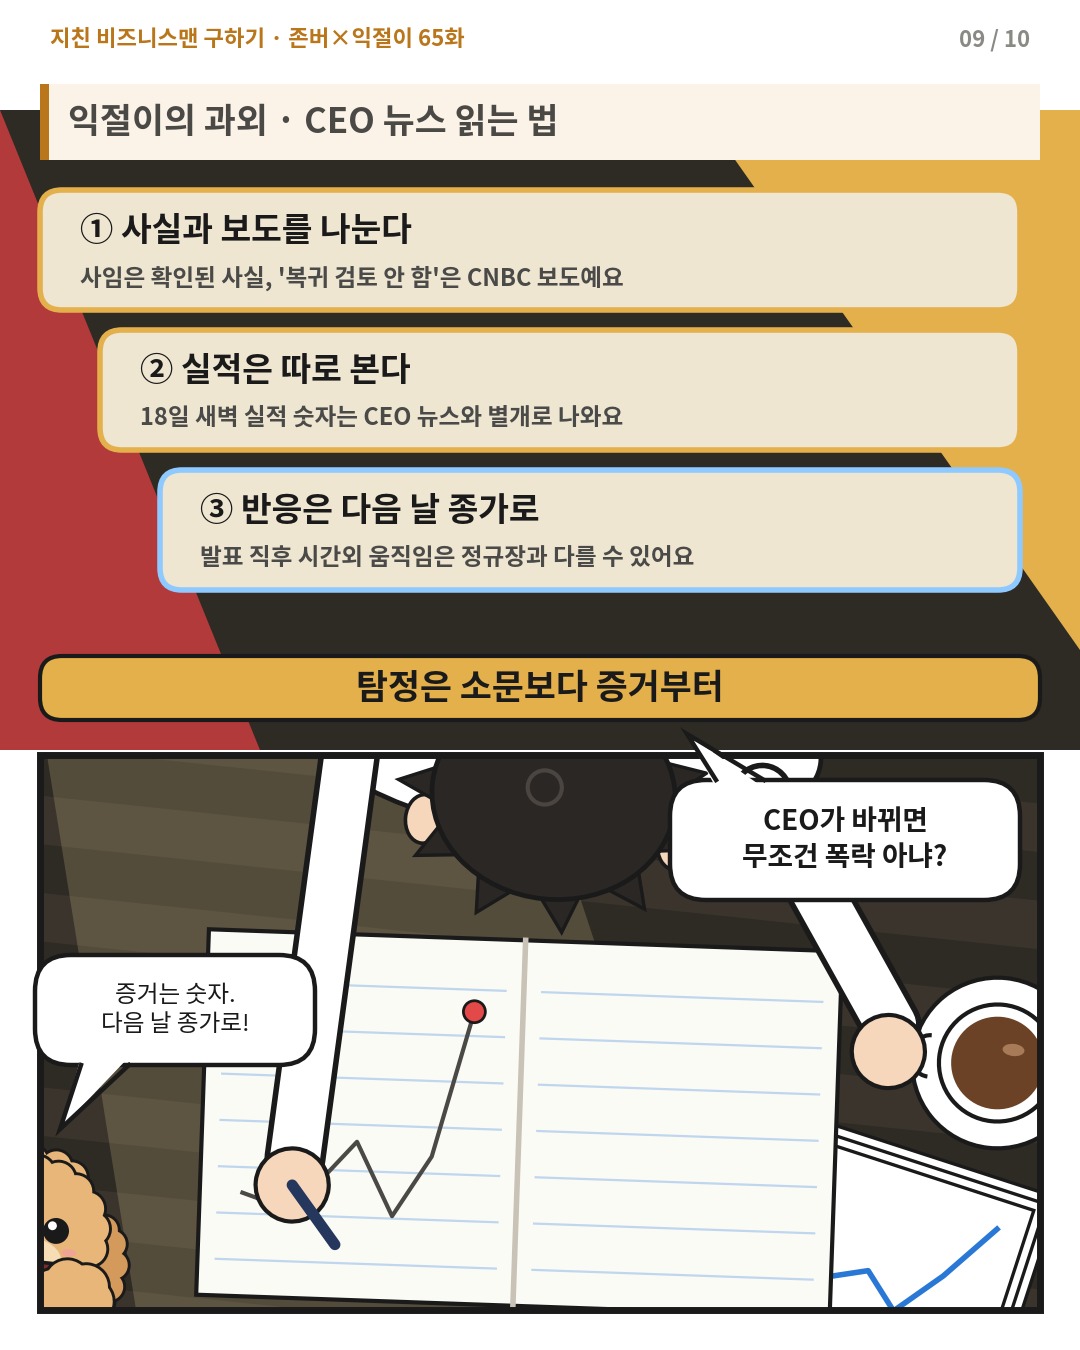 지친 비즈니스맨 구하기 · 존버×익절이 65화
09 / 10
익절이의 과외 · CEO 뉴스 읽는 법
① 사실과 보도를 나눈다
사임은 확인된 사실, '복귀 검토 안 함'은 CNBC 보도예요
② 실적은 따로 본다
18일 새벽 실적 숫자는 CEO 뉴스와 별개로 나와요
③ 반응은 다음 날 종가로
발표 직후 시간외 움직임은 정규장과 다를 수 있어요
탐정은 소문보다 증거부터
CEO가 바뀌면
무조건 폭락 아냐?
증거는 숫자.
다음 날 종가로!